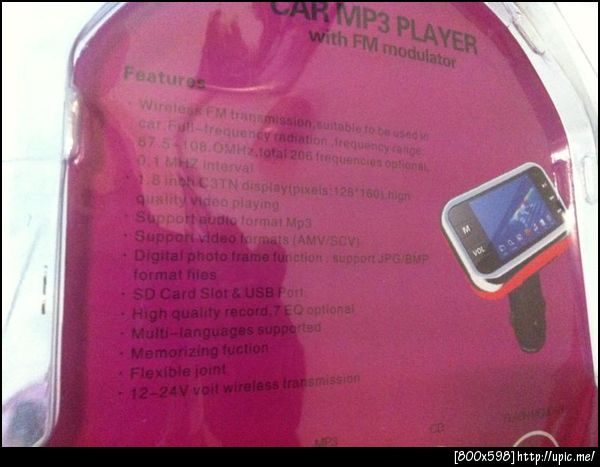 CAR MP3 PLAYER
with FM modulator
Features
· Wireless FM transmission,suitable to be used in
car.Full-frequency radiation ,frequency range:
87.5-108.0MHz,total 206 frequencies optional,
0.1 MHZ interval
· 1.8 inch C3TN display(pixels:128*160),high
quality video playing
· Support audio format Mp3
· Support video formats (AMV/SCV)
· Digital photo frame function : support JPG/BMP
format files
· SD Card Slot & USB Port
· High quality record,7 EQ optional
· Multi-languages supported
· Memorizing fuction
· Flexible joint
· 12-24V voit wireless transmission
M
VOL
MP3
CD
[800x598]http://upic.me/